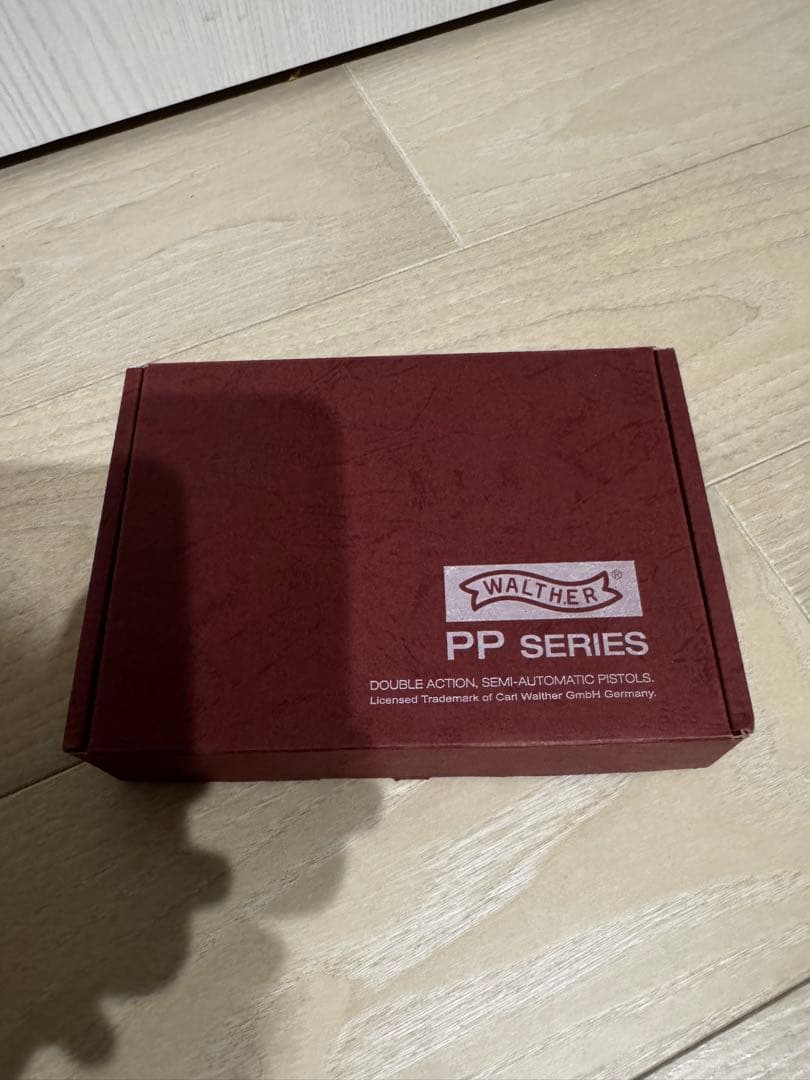 WALTHER®
PP SERIES
DOUBLE ACTION, SEMI-AUTOMATIC PISTOLS.
Licensed Trademark of Carl Walther GmbH Germany.